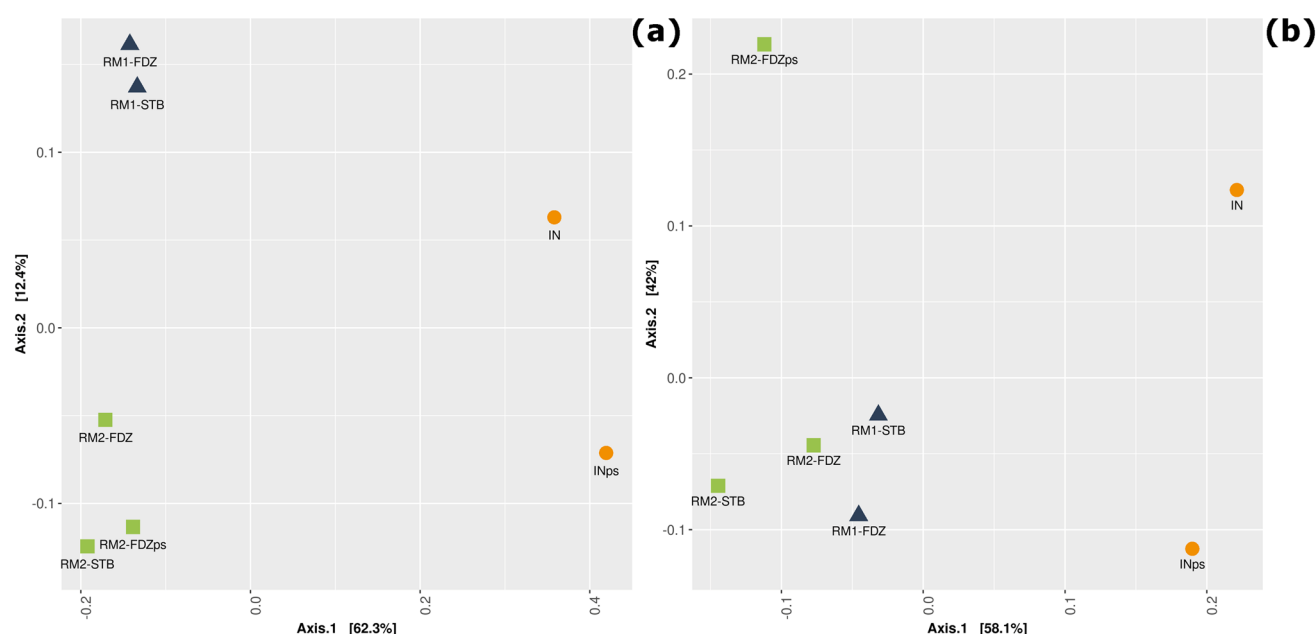 (a)
RM1-FDZ
RM1-STB
0.1
IN
Axis.2 [12.4%]
0.0
RM2-FDZ
INps
-0.1
RM2-FDZps
RM2-STB
-0.2
0.0
0.2
0.4
Axis.1 [62.3%]
(b)
RM2-FDZps
0.2
IN
0.1
Axis.2 [42%]
0.0
RM1-STB
RM2-FDZ
RM2-STB
RM1-FDZ
-0.1
INps
-0.1
0.0
0.1
0.2
Axis.1 [58.1%]